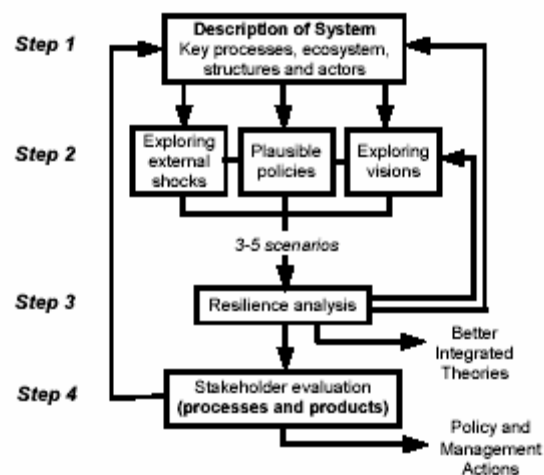 Step 1
Description of System
Key processes, ecosystem,
structures and actors
Step 2
Exploring
external
shocks
Plausible
policies
Exploring
visions
3-5 scenarios
Step 3
Resilience analysis
Better
Integrated
Theories
Step 4
Stakeholder evaluation
(processes and products)
Policy and
Management
Actions